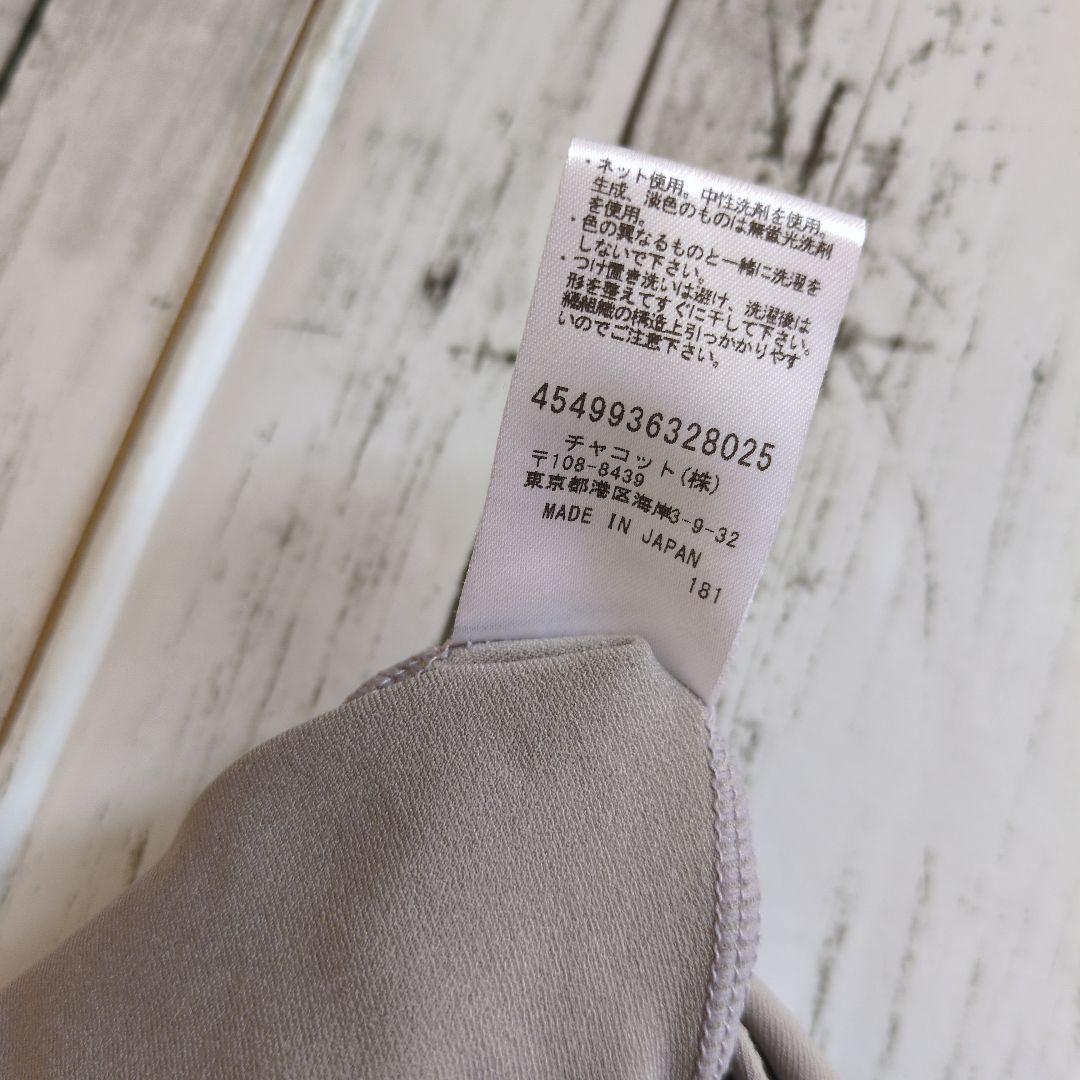 ・ネット使用。中性洗剤を使用。
生成、淡色のものは無蛍光洗剤
を使用。
・色の異なるものと一緒に洗濯を
しないで下さい。
・つけ置き洗いは避け、洗濯後は
形を整えてすぐに干して下さい。
編組織の構造上引っかかりやす
いのでご注意下さい。
4549936328025
チャコット(株)
〒108-8439
東京都港区海岸3-9-32
MADE IN JAPAN
181